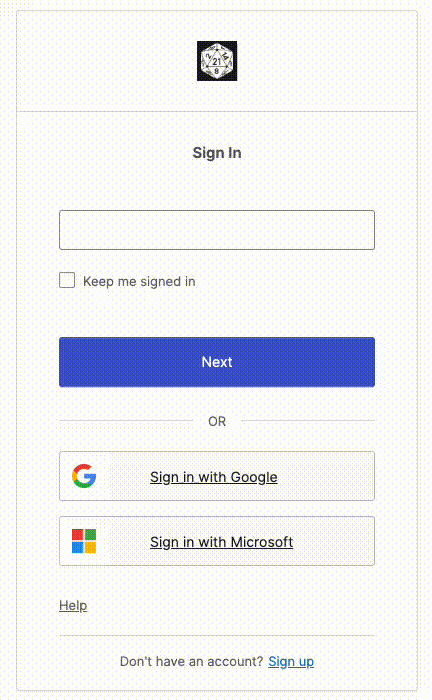 21
8
Sign In
Keep me signed in
Next
OR
Sign in with Google
Sign in with Microsoft
Help
Don't have an account? Sign up